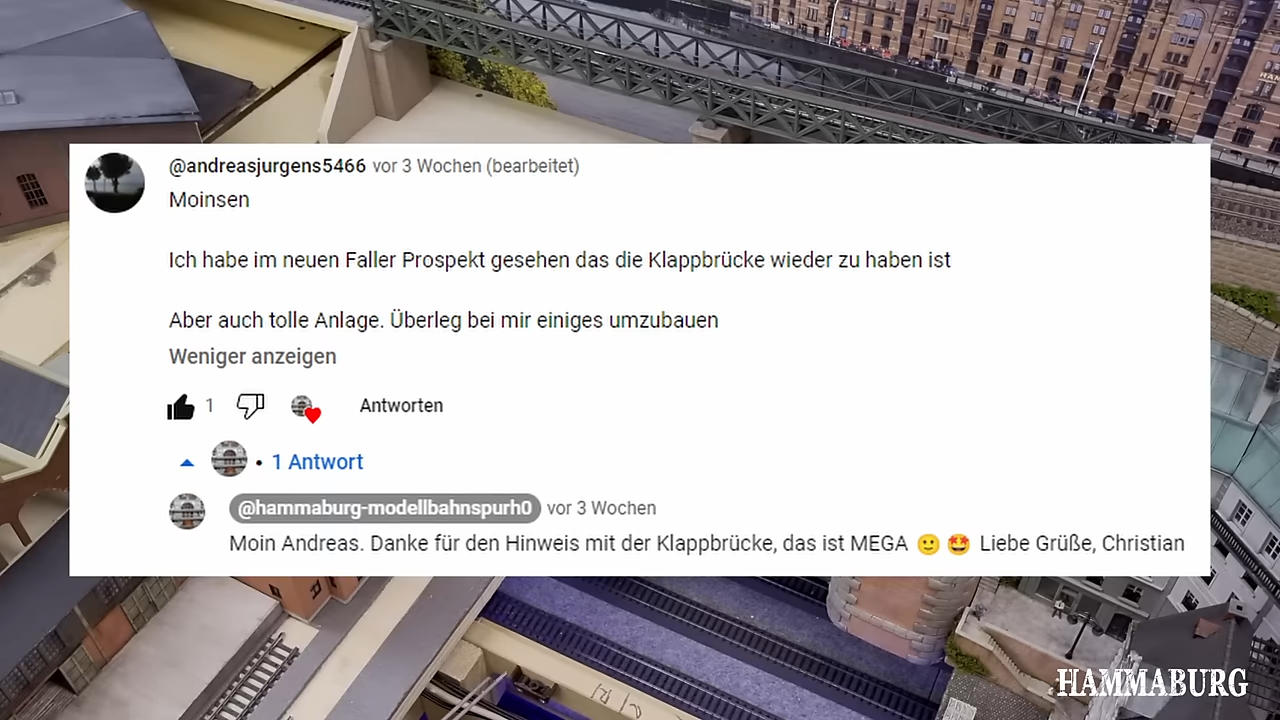 @andreasjurgens5466 vor 3 Wochen (bearbeitet)
Moinsen
Ich habe im neuen Faller Prospekt gesehen das die Klappbrücke wieder zu haben ist
Aber auch tolle Anlage. Überleg bei mir einiges umzubauen
Weniger anzeigen
1 Antworten
• 1 Antwort
@hammaburg-modellbahnspurh0 vor 3 Wochen
Moin Andreas. Danke für den Hinweis mit der Klappbrücke, das ist MEGA 🙂 🤩 Liebe Grüße, Christian
HAMMABURG